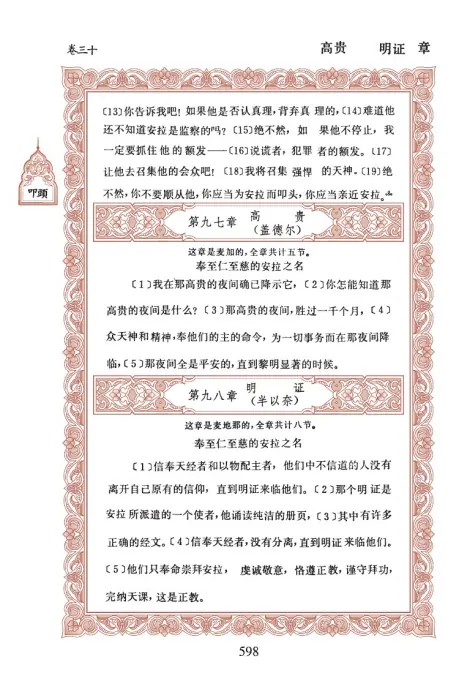 卷三十
高贵 明证 章
〔13〕你告诉我吧!如果他是否认真理,背弃真理的,〔14〕难道他
还不知道安拉是监察的吗?〔15〕绝不然,如 果他不停止,我
一定要抓住他的额发——〔16〕说谎者,犯罪者的额发。〔17〕
让他去召集他的会众吧!〔18〕我将召集 强悍 的天神。〔19〕绝
不然,你不要顺从他,你应当为安拉而叩头,你应当亲近安拉。
叩頭
第九七章 高 贵
(盖德尔)
这章是麦加的,全章共计五节。
奉至仁至慈的安拉之名
〔1〕我在那高贵的夜间确已降示它,〔2〕你怎能知道那
高贵的夜间是什么?〔3〕那高贵的夜间,胜过一千个月,〔4〕
众天神和精神,奉他们的主的命令,为一切事务而在那夜间降
临,〔5〕那夜间全是平安的,直到黎明显著的时候。
第九八章 明 证
(半以奈)
这章是麦地那的,全章共计八节。
奉至仁至慈的安拉之名
〔1〕信奉天经者和以物配主者,他们中不信道的人没有
离开自己原有的信仰,直到明证来临他们。〔2〕那个明证是
安拉所派遣的一个使者,他诵读纯洁的册页,〔3〕其中有许多
正确的经文。〔4〕信奉天经者,没有分离,直到明证来临他们。
〔5〕他们只奉命崇拜安拉, 虔诚敬意,恪遵正教,谨守拜功,
完纳天课,这是正教。
598